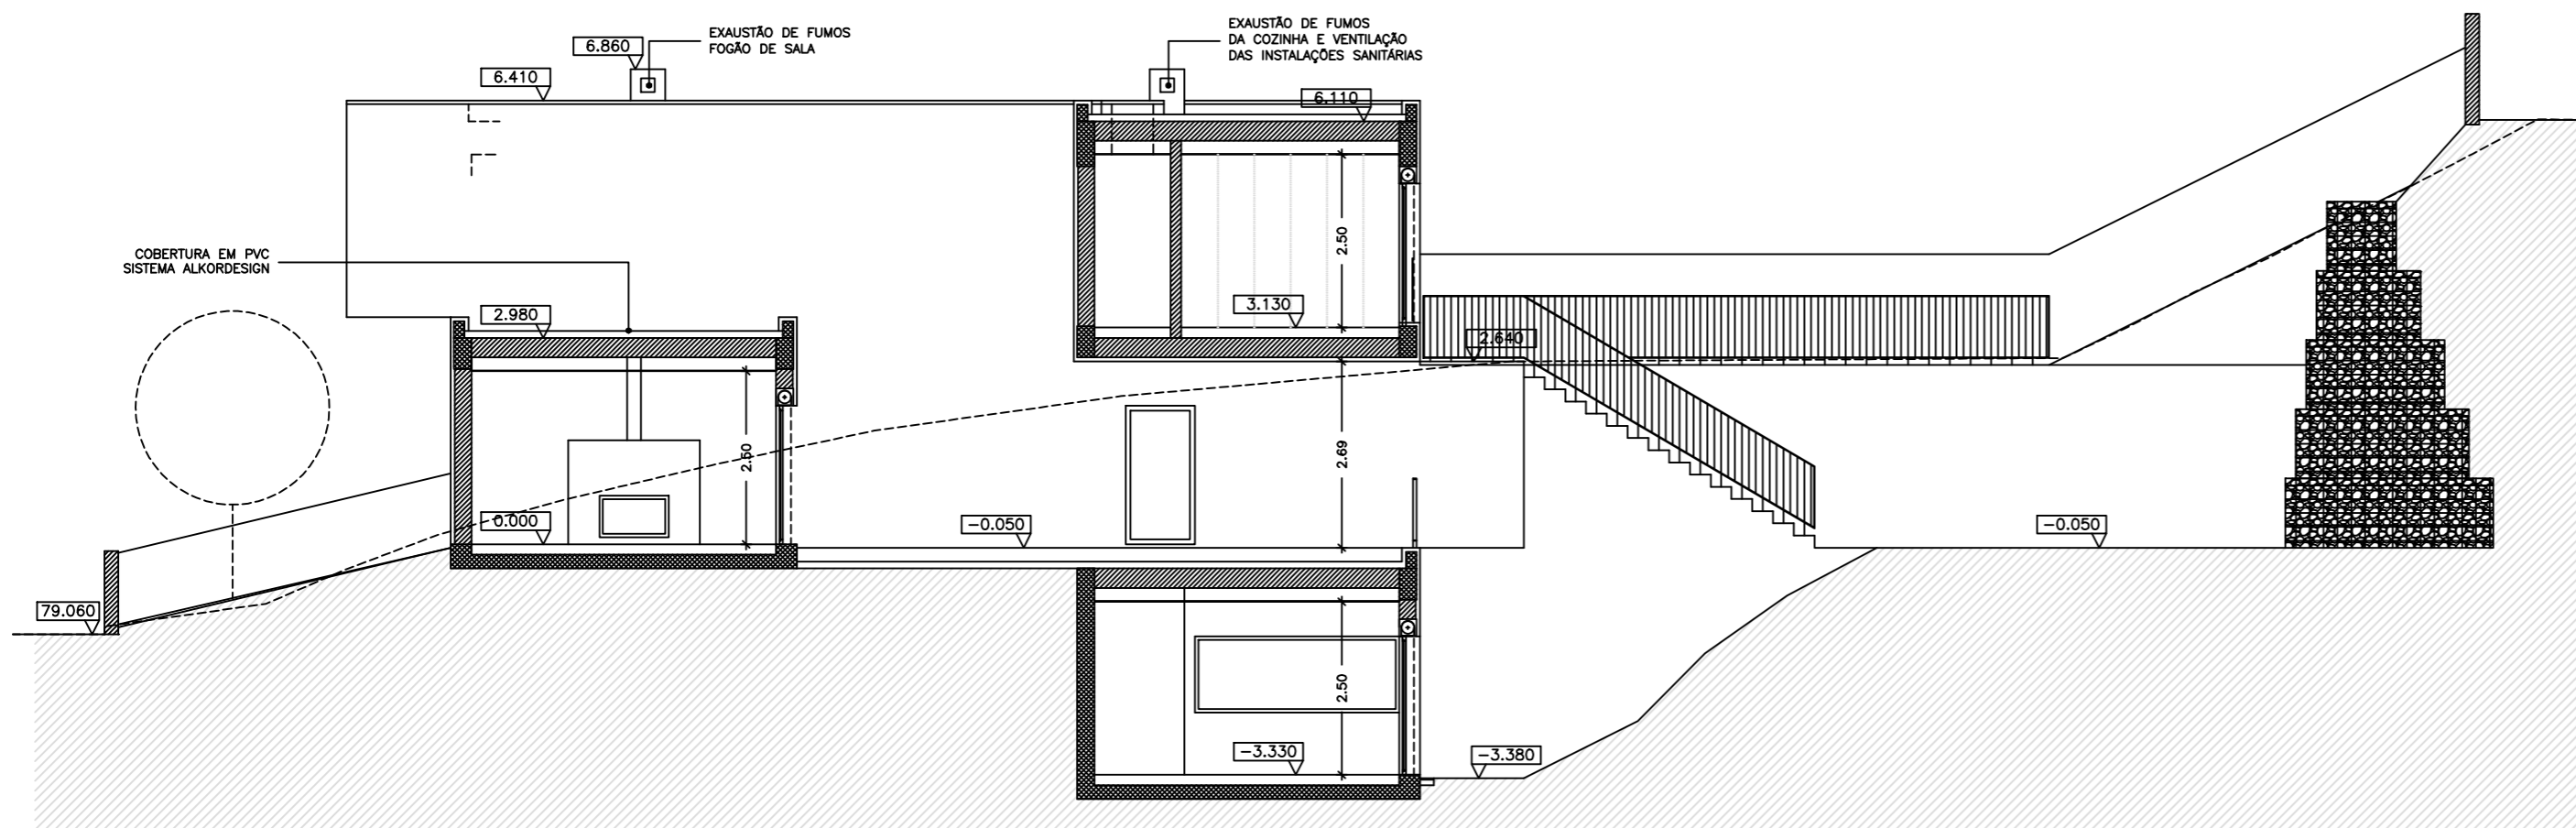 EXAUSTÃO DE FUMOS
FOGÃO DE SALA
EXAUSTÃO DE FUMOS
DA COZINHA E VENTILAÇÃO
DAS INSTALAÇÕES SANITÁRIAS
6.860
6.410
6.110
COBERTURA EM PVC
SISTEMA ALKORDESIGN
2.50
3.130
2.980
2.640
2.50
2.69
0.000
-0.050
-0.050
79.060
2.50
-3.330
-3.380